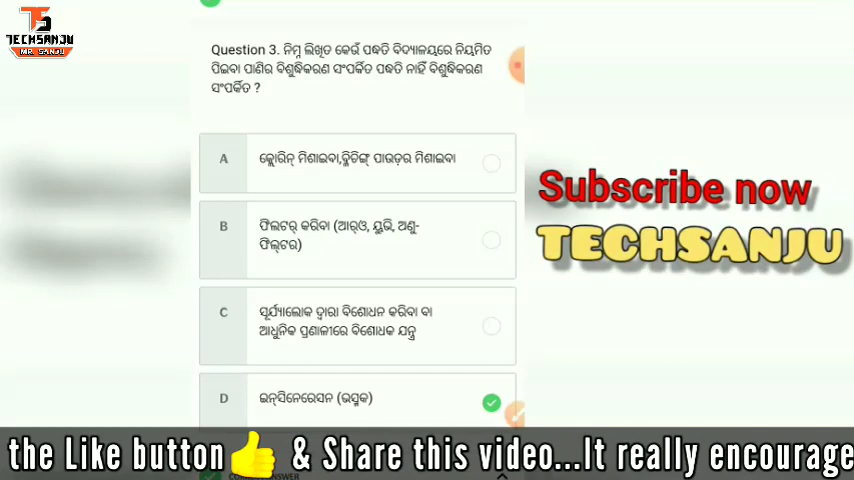 TECHSANJU
MR. SANJU
Question 3. ନିମ୍ନ ଲିଖିତ କେଉଁ ପଦ୍ଧତି ବିଦ୍ୟାଳୟରେ ନିୟମିତ
ପିଇବା ପାଣିର ବିଶୁଦ୍ଧିକରଣ ସଂପର୍କିତ ପଦ୍ଧତି ନାହିଁ ବିଶୁଦ୍ଧିକରଣ
ସଂପର୍କିତ ?
A କ୍ଲୋରିନ୍ ମିଶାଇବା,ବ୍ଲିଚିଙ୍ଗ୍ ପାଉଡ଼ର ମିଶାଇବା
B ଫିଲଟର୍ କରିବା (ଆର୍ଓ, ୟୁଭି, ଅଣୁ-
ଫିଲ୍ଟର)
C ସୂର୍ଯ୍ୟାଲୋକ ଦ୍ୱାରା ବିଶୋଧନ କରିବା ବା
ଆଧୁନିକ ପ୍ରଣାଳୀରେ ବିଶୋଧକ ଯନ୍ତ୍ର
D ଇନ୍ସିନେରେସନ (ଭସ୍ମକ)
Subscribe now
TECHSANJU
the Like button 👍 & Share this video...It really encourage